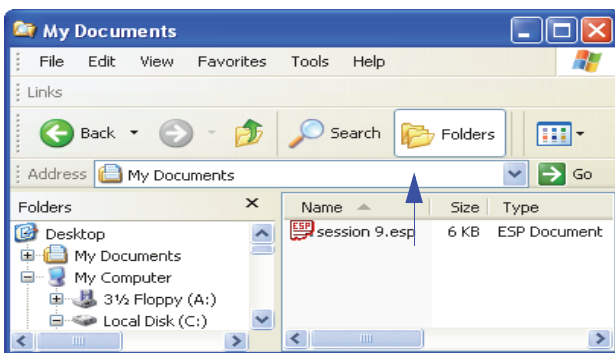 My Documents
File Edit View Favorites Tools Help
Links
Back Search Folders
Address My Documents Go
Folders
Desktop
My Documents
My Computer
3½ Floppy (A:)
Local Disk (C:)
Name Size Type
ESP session 9.esp 6 KB ESP Document